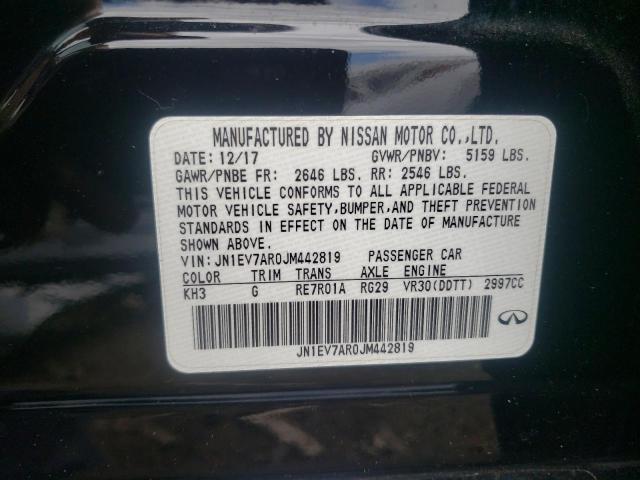 MANUFACTURED BY NISSAN MOTOR CO.,LTD.
DATE: 12/17 GVWR/PNBV: 5159 LBS.
GAWR/PNBE FR: 2646 LBS. RR: 2546 LBS.
THIS VEHICLE CONFORMS TO ALL APPLICABLE FEDERAL
MOTOR VEHICLE SAFETY,BUMPER,AND THEFT PREVENTION
STANDARDS IN EFFECT ON THE DATE OF MANUFACTURE
SHOWN ABOVE.
VIN: JN1EV7AR0JM442819 PASSENGER CAR
COLOR TRIM TRANS AXLE ENGINE
KH3 G RE7R01A RG29 VR30(DDTT) 2997CC
JN1EV7AR0JM442819